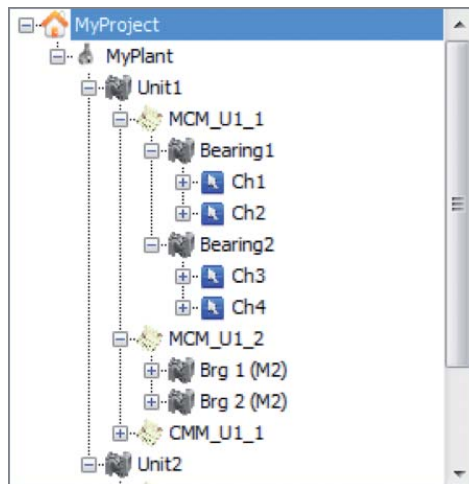 MyProject
MyPlant
Unit1
MCM_U1_1
Bearing1
Ch1
Ch2
Bearing2
Ch3
Ch4
MCM_U1_2
Brg 1 (M2)
Brg 2 (M2)
CMM_U1_1
Unit2